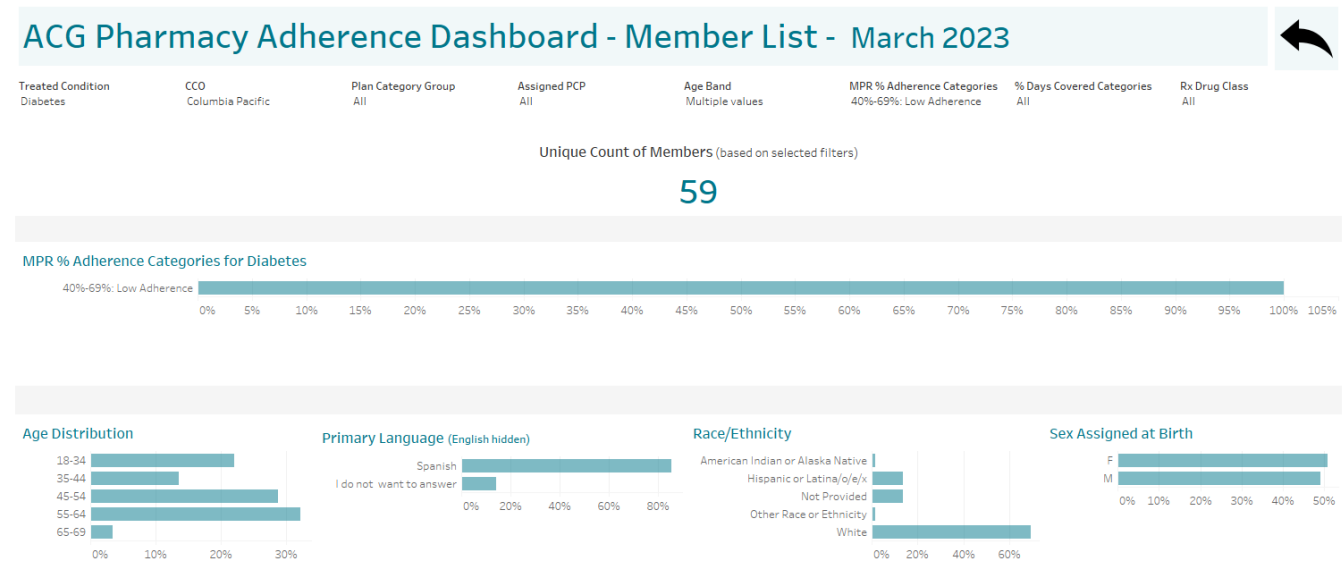 ACG Pharmacy Adherence Dashboard - Member List - March 2023
Treated Condition CCO Plan Category Group Assigned PCP Age Band MPR % Adherence Categories % Days Covered Categories Rx Drug Class
Diabetes Columbia Pacific All All Multiple values 40%-69%: Low Adherence All All
Unique Count of Members (based on selected filters)
59
MPR % Adherence Categories for Diabetes
40%-69%: Low Adherence
0% 5% 10% 15% 20% 25% 30% 35% 40% 45% 50% 55% 60% 65% 70% 75% 80% 85% 90% 95% 100% 105%
Age Distribution
18-34
35-44
45-54
55-64
65-69
0% 10% 20% 30%
Primary Language (English hidden)
Spanish
I do not want to answer
0% 20% 40% 60% 80%
Race/Ethnicity
American Indian or Alaska Native
Hispanic or Latina/o/e/x
Not Provided
Other Race or Ethnicity
White
0% 20% 40% 60%
Sex Assigned at Birth
F
M
0% 10% 20% 30% 40% 50%